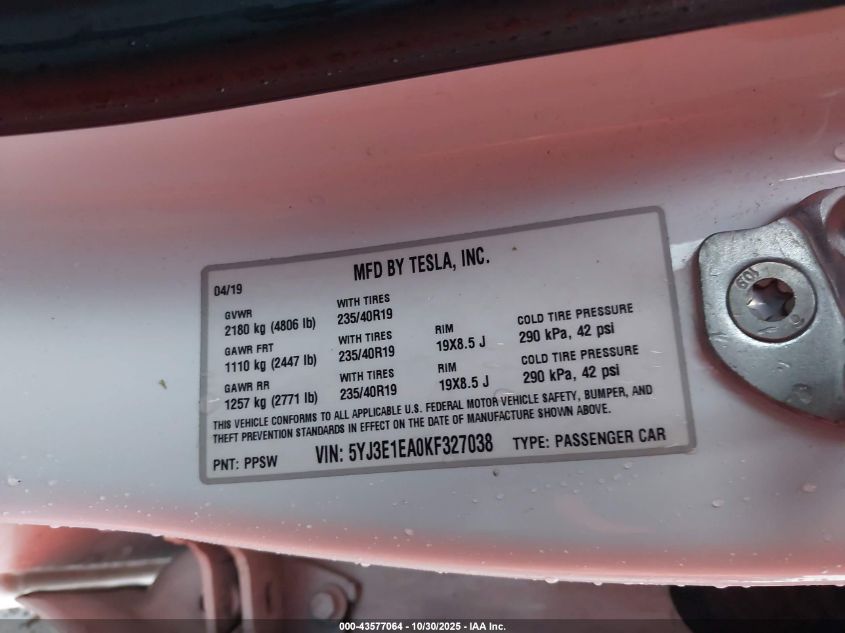 MFD BY TESLA, INC.
04/19
GVWR WITH TIRES
2180 kg (4806 lb) 235/40R19
GAWR FRT WITH TIRES RIM COLD TIRE PRESSURE
1110 kg (2447 lb) 235/40R19 19X8.5 J 290 kPa, 42 psi
GAWR RR WITH TIRES RIM COLD TIRE PRESSURE
1257 kg (2771 lb) 235/40R19 19X8.5 J 290 kPa, 42 psi
THIS VEHICLE CONFORMS TO ALL APPLICABLE U.S. FEDERAL MOTOR VEHICLE SAFETY, BUMPER, AND
THEFT PREVENTION STANDARDS IN EFFECT ON THE DATE OF MANUFACTURE SHOWN ABOVE.
PNT: PPSW VIN: 5YJ3E1EA0KF327038 TYPE: PASSENGER CAR
000-43577064 | 10/30/2025 - IAA Inc.